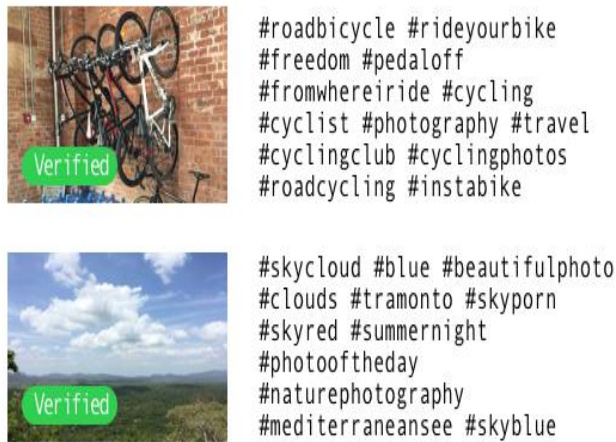 #roadbicycle #rideyourbike
#freedom #pedaloff
#fromwhereiride #cycling
#cyclist #photography #travel
#cyclingclub #cyclingphotos
#roadcycling #instabike
Verified
#skycloud #blue #beautifulphoto
#clouds #tramonto #skyporn
#skyred #summernight
#photooftheday
#naturephotography
#mediterraneansee #skyblue
Verified